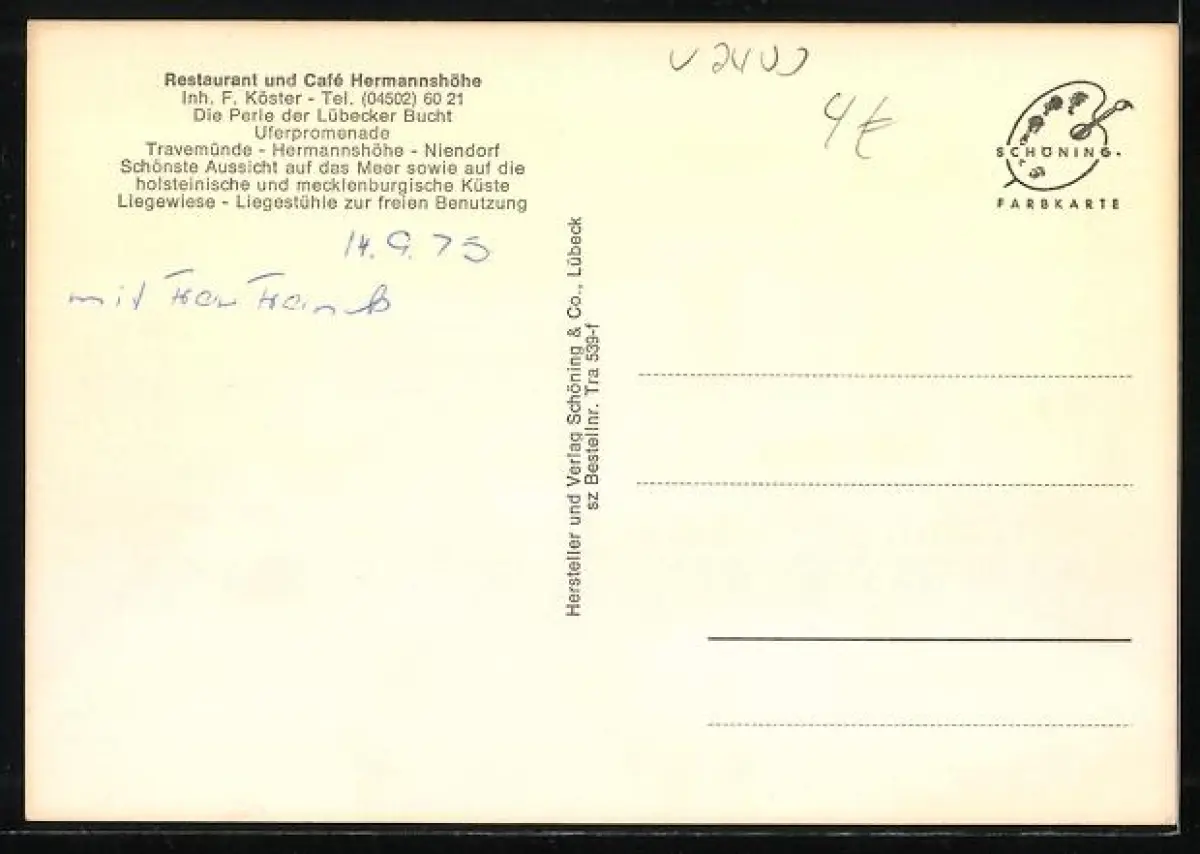 Restaurant und Café Hermannshöhe
Inh. F. Köster - Tel. (04502) 60 21
Die Perle der Lübecker Bucht
Uferpromenade
Travemünde - Hermannshöhe - Niendorf
Schönste Aussicht auf das Meer sowie auf die
holsteinische und mecklenburgische Küste
Liegewiese - Liegestühle zur freien Benutzung
14. 9. 75
mit Frau
Hersteller und Verlag Schöning & Co., Lübeck
sz Bestellnr. Tra 539-f
4€
SCHÖNING-
FARBKARTE